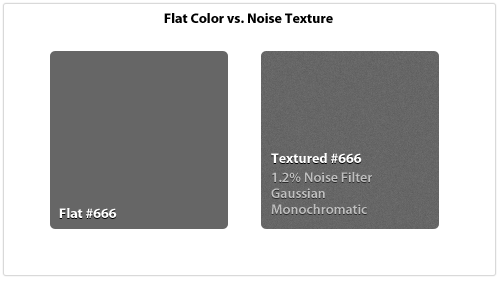 Flat Color vs. Noise Texture
Flat #666
Textured #666
1.2% Noise Filter
Gaussian
Monochromatic